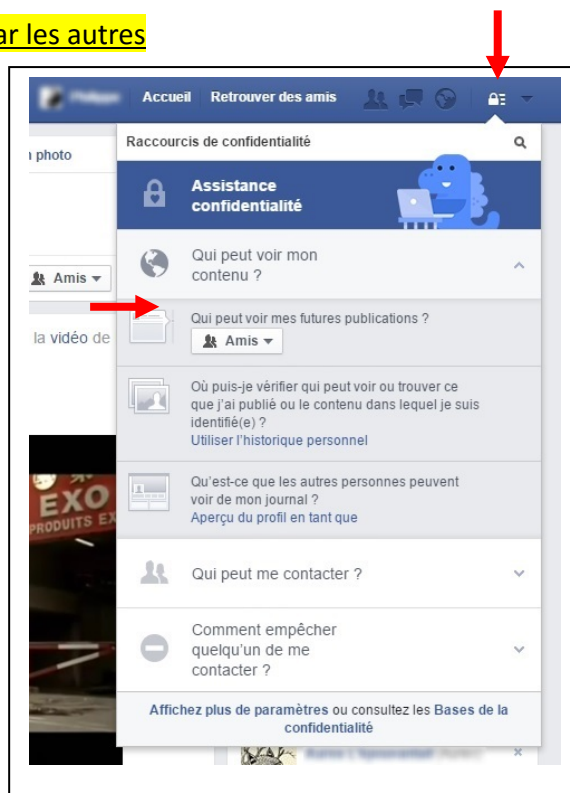 ar les autres
Accueil Retrouver des amis
Raccourcis de confidentialité
photo
Assistance
confidentialité
Qui peut voir mon
contenu ?
Amis
la vidéo de
Qui peut voir mes futures publications ?
Amis
Où puis-je vérifier qui peut voir ou trouver ce
que j'ai publié ou le contenu dans lequel je suis
identifié(e) ?
Utiliser l'historique personnel
Qu'est-ce que les autres personnes peuvent
voir de mon journal ?
Aperçu du profil en tant que
EXO
PRODUITS EX
Qui peut me contacter ?
Comment empêcher
quelqu'un de me
contacter ?
Affichez plus de paramètres ou consultez les Bases de la
confidentialité